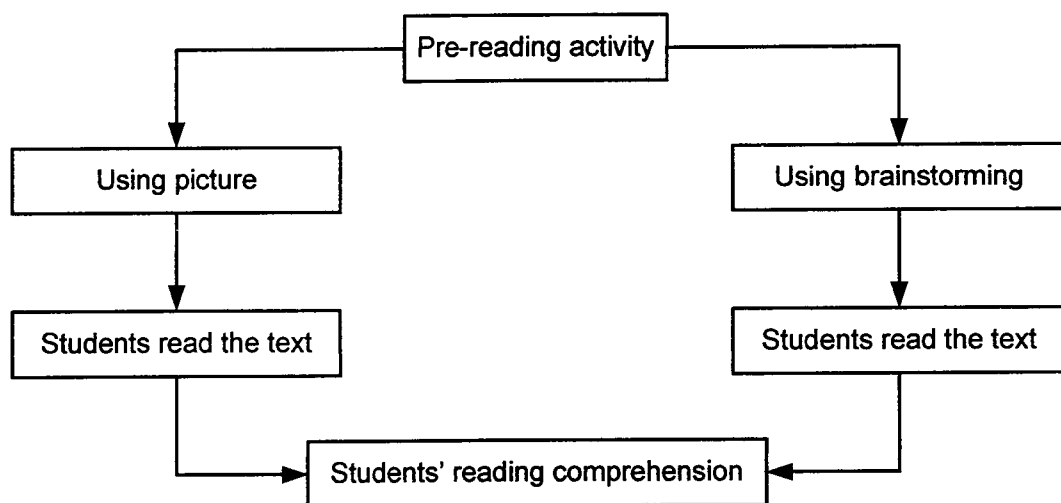 Pre-reading activity
Using picture
Using brainstorming
Students read the text
Students read the text
Students’ reading comprehension